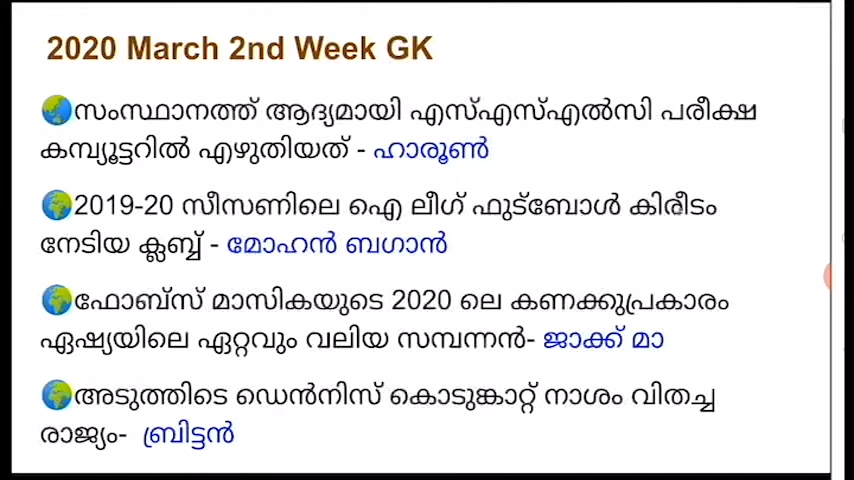 2020 March 2nd Week GK
സംസ്ഥാനത്ത് ആദ്യമായി എസ്എസ്എൽസി പരീക്ഷ
കമ്പ്യൂട്ടറിൽ എഴുതിയത് - ഹാരൂൺ
2019-20 സീസണിലെ ഐ ലീഗ് ഫുട്ബോൾ കിരീടം
നേടിയ ക്ലബ്ബ് - മോഹൻ ബഗാൻ
ഫോബ്സ് മാസികയുടെ 2020 ലെ കണക്കുപ്രകാരം
ഏഷ്യയിലെ ഏറ്റവും വലിയ സമ്പന്നൻ- ജാക്ക് മാ
അടുത്തിടെ ഡെൻനിസ് കൊടുങ്കാറ്റ് നാശം വിതച്ച
രാജ്യം- ബ്രിട്ടൻ